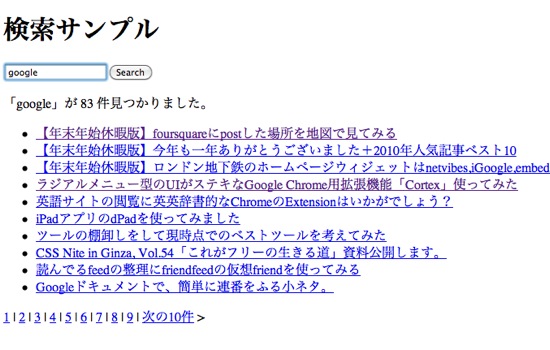 検索サンプル
google Search
「google」が 83 件見つかりました。
【年末年始休暇版】foursquareにpostした場所を地図で見てみる
【年末年始休暇版】今年も一年ありがとうございました＋2010年人気記事ベスト10
【年末年始休暇版】ロンドン地下鉄のホームページウィジェットはnetvibes,iGoogle,embed
ラジアルメニュー型のUIがステキなGoogle Chrome用拡張機能「Cortex」使ってみた
英語サイトの閲覧に英英辞書的なChromeのExtensionはいかがでしょう？
iPadアプリのdPadを使ってみました
ツールの棚卸しをして現時点でのベストツールを考えてみた
CSS Nite in Ginza, Vol.54「これがフリーの生きる道」資料公開します。
読んでるfeedの整理にfriendfeedの仮想friendを使ってみる
Googleドキュメントで、簡単に連番をふる小ネタ。
1 | 2 | 3 | 4 | 5 | 6 | 7 | 8 | 9 | 次の10件 >